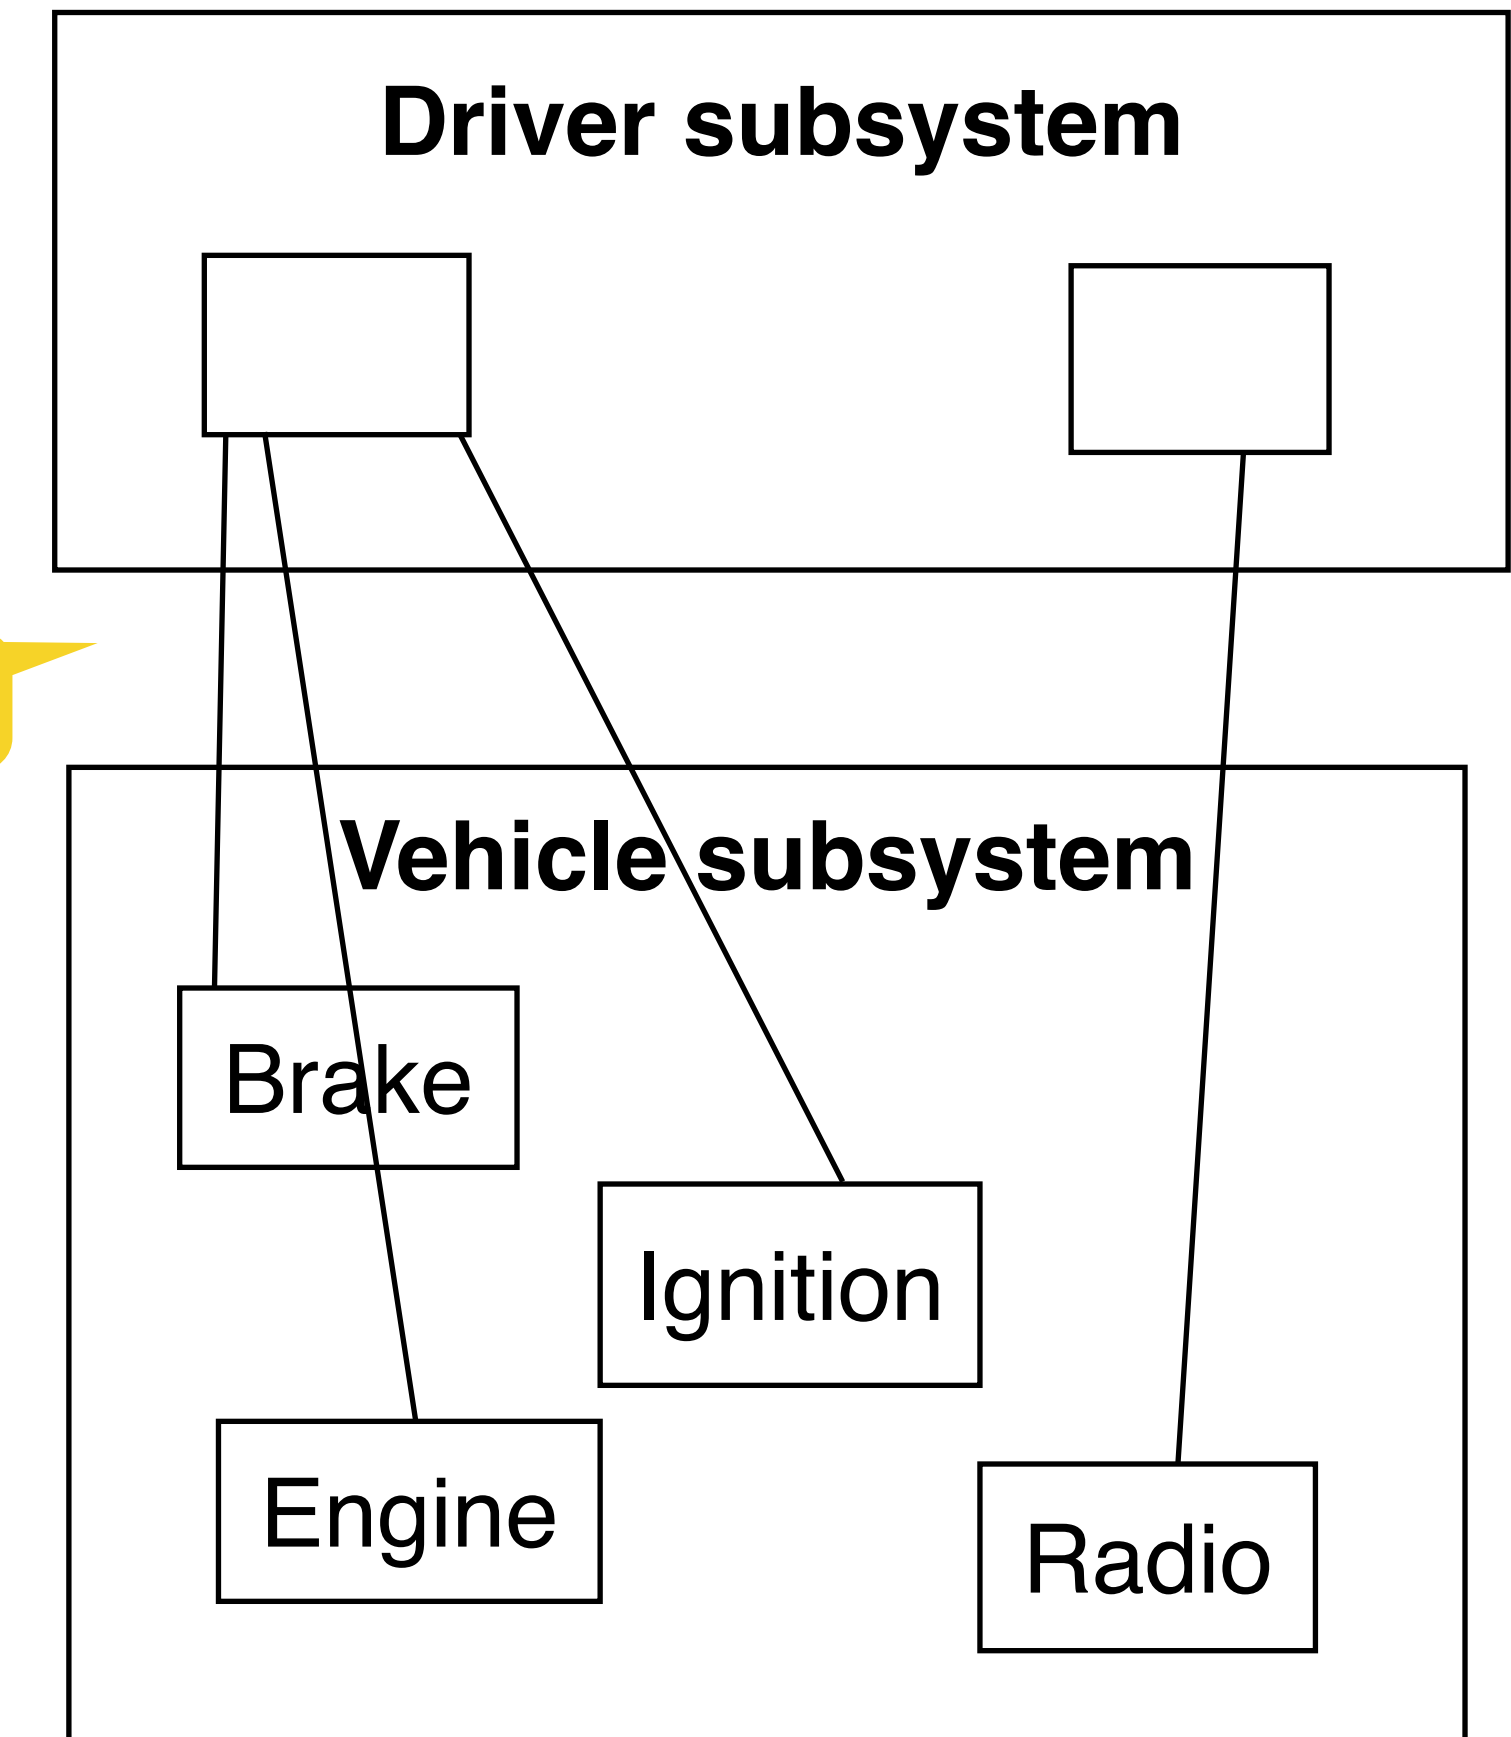 Driver subsystem
Vehicle subsystem
Brake
Ignition
Engine
Radio